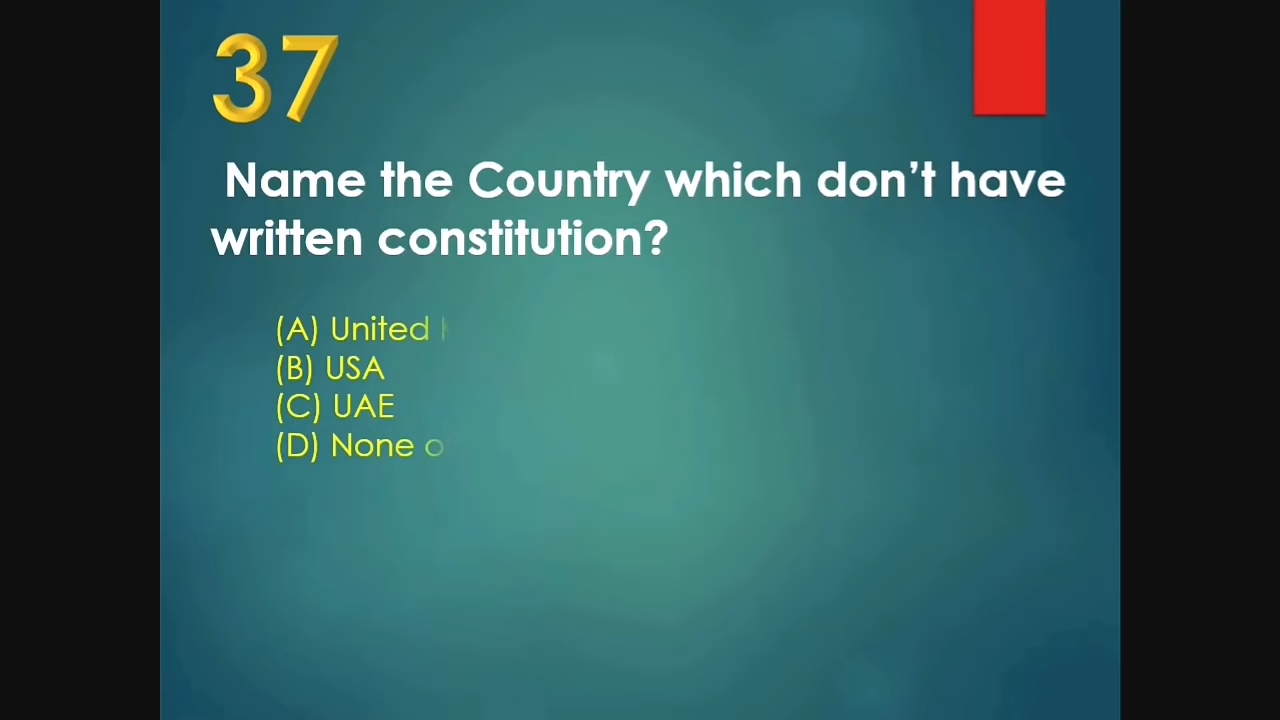 37
Name the Country which don’t have
written constitution?
(A) United
(B) USA
(C) UAE
(D) None